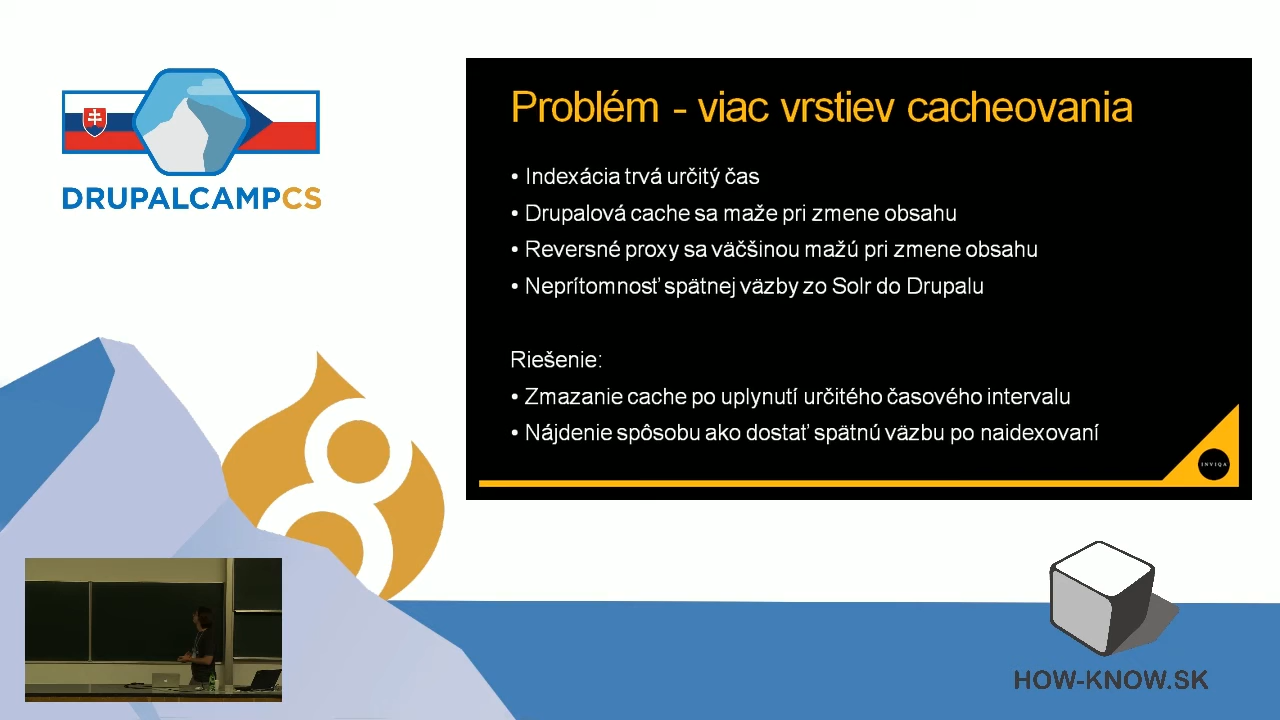 DRUPALCAMPCS
Problém - viac vrstiev cacheovania
• Indexácia trvá určitý čas
• Drupalová cache sa maže pri zmene obsahu
• Reversné proxy sa väčšinou mažú pri zmene obsahu
• Neprítomnosť spätnej väzby zo Solr do Drupalu
Riešenie:
• Zmazanie cache po uplynutí určitého časového intervalu
• Nájdenie spôsobu ako dostať spätnú väzbu po naidexovaní
INVIQA
HOW-KNOW.SK